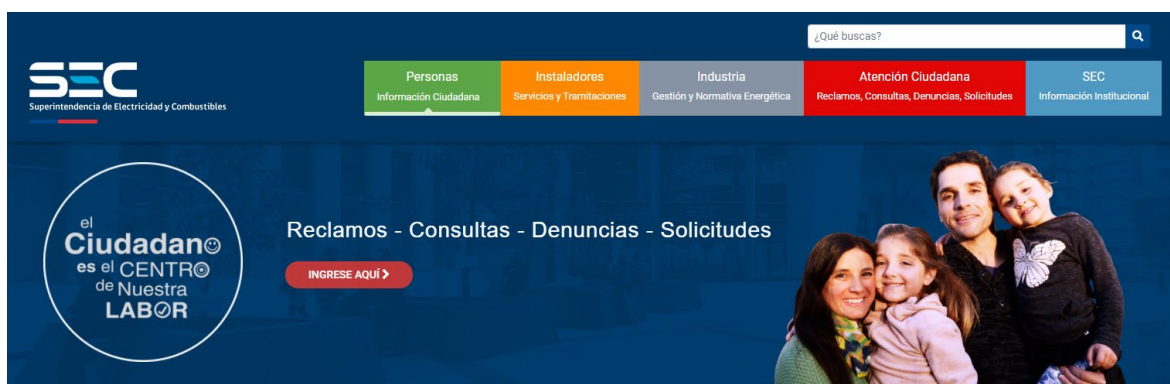 ¿Qué buscas?
SEC
Superintendencia de Electricidad y Combustibles
Personas
Información Ciudadana
Instaladores
Servicios y Tramitaciones
Industria
Gestión y Normativa Energética
Atención Ciudadana
Reclamos, Consultas, Denuncias, Solicitudes
SEC
Información Institucional
el
Ciudadano
es el CENTRO
de Nuestra
LABOR
Reclamos - Consultas - Denuncias - Solicitudes
INGRESE AQUÍ